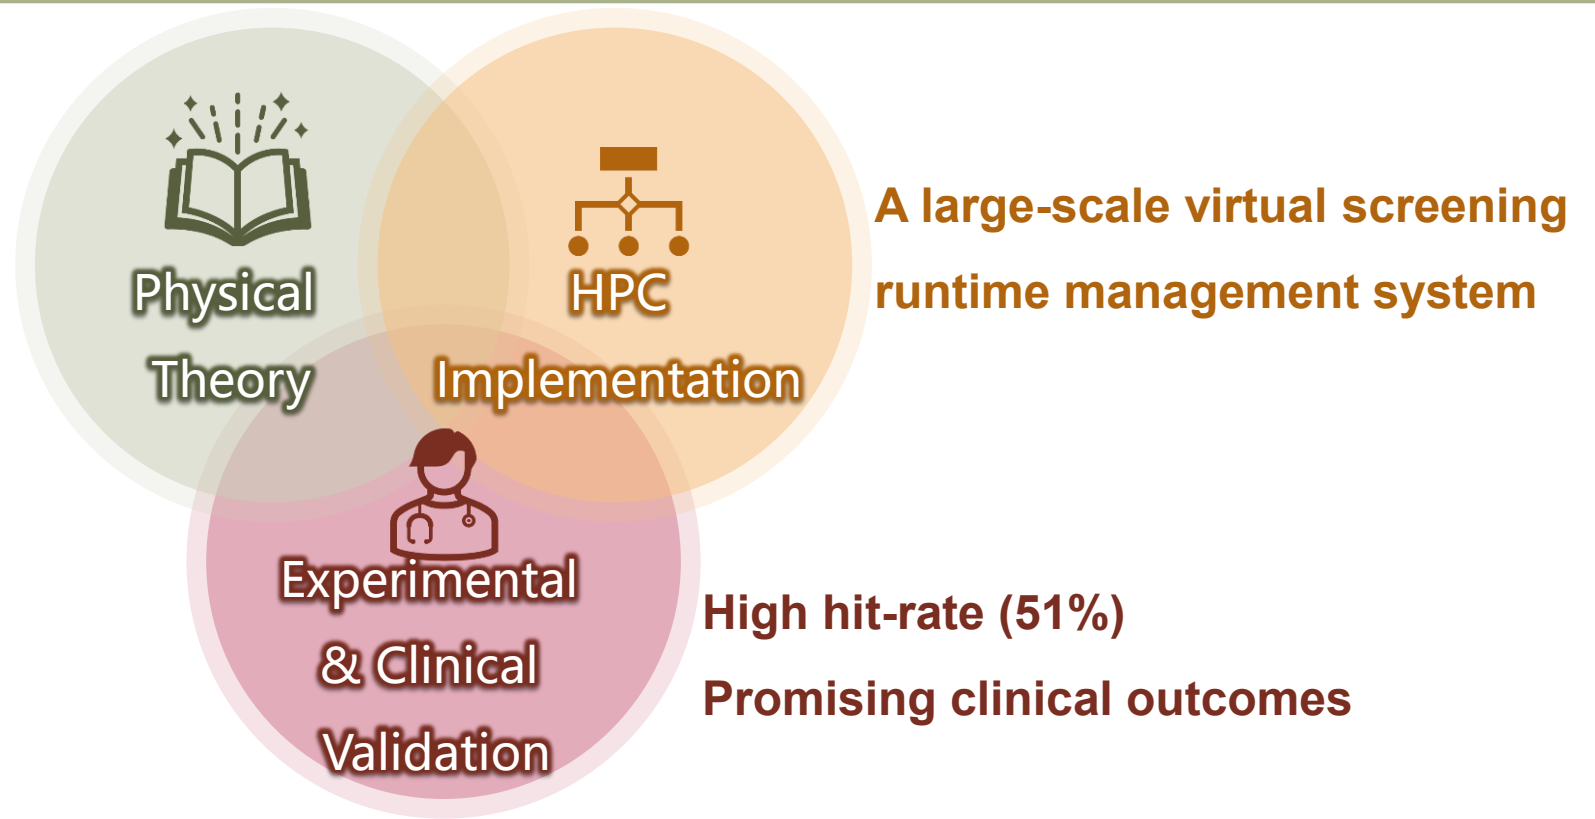 Physical
Theory
HPC
Implementation
A large-scale virtual screening
runtime management system
Experimental
& Clinical
Validation
High hit-rate (51%)
Promising clinical outcomes